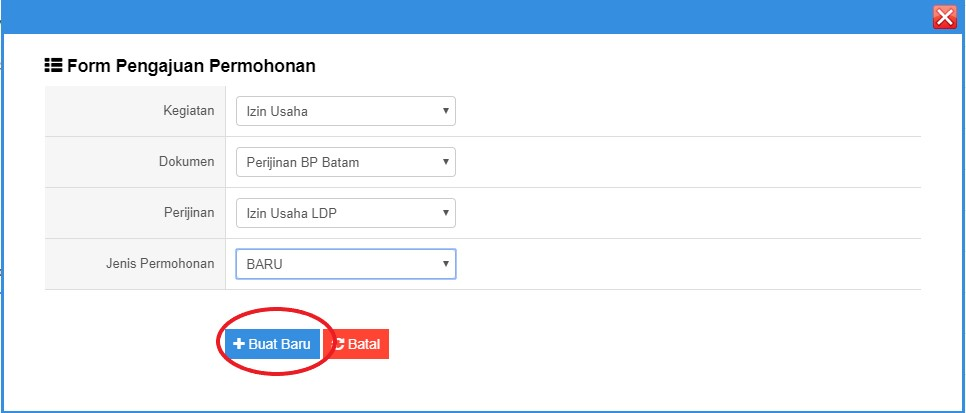 Form Pengajuan Permohonan
Kegiatan Izin Usaha
Dokumen Perijinan BP Batam
Perijinan Izin Usaha LDP
Jenis Permohonan BARU
Buat Baru Batal